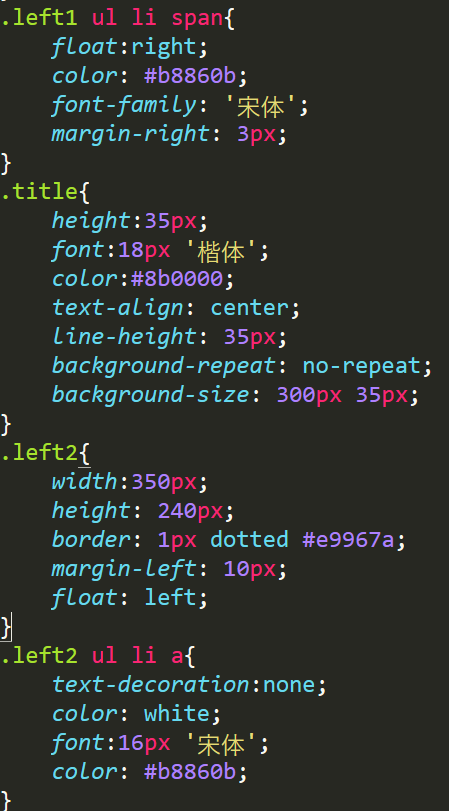 .left1 ul li span{
    float:right;
    color: #b8860b;
    font-family: '宋体';
    margin-right: 3px;
}
.title{
    height:35px;
    font:18px '楷体';
    color:#8b0000;
    text-align: center;
    line-height: 35px;
    background-repeat: no-repeat;
    background-size: 300px 35px;
}
.left2{
    width:350px;
    height: 240px;
    border: 1px dotted #e9967a;
    margin-left: 10px;
    float: left;
}
.left2 ul li a{
    text-decoration:none;
    color: white;
    font:16px '宋体';
    color: #b8860b;
}